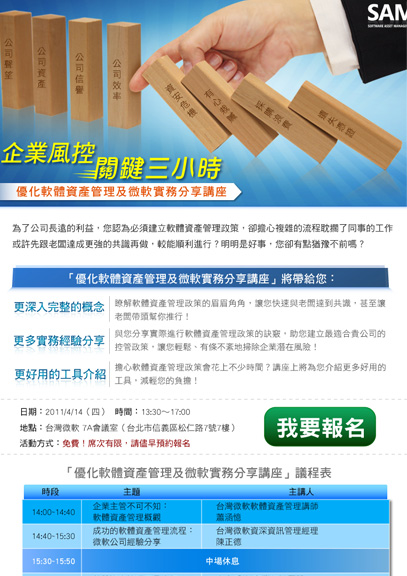 SAM
SOFTWARE ASSET MANAGEMENT
公司聲望
公司資產
公司信譽
公司效率
資安危機
人心浮動
採購浪費
企業風控
關鍵三小時
優化軟體資產管理及微軟實務分享講座
為了公司長遠的利益，您認為必須建立軟體資產管理政策，卻擔心複雜的流程耽擱了同事的工作
或許先跟老闆達成更強的共識再做，較能順利進行？明明是好事，您卻有點猶豫不前嗎？
「優化軟體資產管理及微軟實務分享講座」將帶給您：
更深入完整的概念
瞭解軟體資產管理政策的眉眉角角，讓您快速與老闆達到共識，甚至讓
老闆帶頭幫你推行！
更多實務經驗分享
與您分享實際進行軟體資產管理政策的訣竅，助您建立最適合貴公司的
控管政策，讓您輕鬆、有條不紊地掃除企業潛在風險！
更好用的工具介紹
擔心軟體資產管理政策會花上不少時間？講座上將為您介紹更多好用的
工具，減輕您的負擔！
日期：2011/4/14（四） 時間：13:30～17:00
地點：台灣微軟 7A會議室（台北市信義區松仁路7號7樓）
活動方式：免費！席次有限，請儘早預約報名
我要報名
「優化軟體資產管理及微軟實務分享講座」議程表
時段 主題 主講人
14:00-14:40
企業主管不可不知：
軟體資產管理概觀
台灣微軟軟體資產管理講師
蕭涵憶
14:40-15:30
成功的軟體資產管理流程：
微軟公司經驗分享
台灣微軟資深資訊管理經理
陳正德
15:30-15:50 中場休息